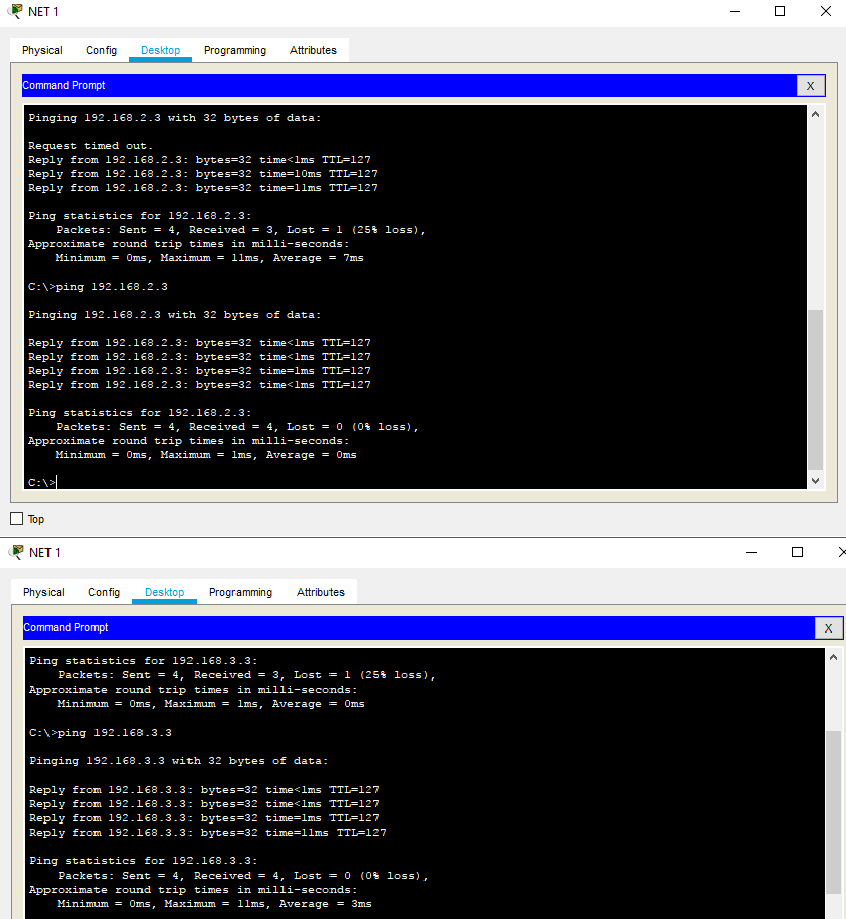 NET 1
Physical Config Desktop Programming Attributes
Command Prompt X
Pinging 192.168.2.3 with 32 bytes of data:
Request timed out.
Reply from 192.168.2.3: bytes=32 time<1ms TTL=127
Reply from 192.168.2.3: bytes=32 time=10ms TTL=127
Reply from 192.168.2.3: bytes=32 time=11ms TTL=127
Ping statistics for 192.168.2.3:
Packets: Sent = 4, Received = 3, Lost = 1 (25% loss),
Approximate round trip times in milli-seconds:
Minimum = 0ms, Maximum = 11ms, Average = 7ms
C:\>ping 192.168.2.3
Pinging 192.168.2.3 with 32 bytes of data:
Reply from 192.168.2.3: bytes=32 time<1ms TTL=127
Reply from 192.168.2.3: bytes=32 time<1ms TTL=127
Reply from 192.168.2.3: bytes=32 time=1ms TTL=127
Reply from 192.168.2.3: bytes=32 time<1ms TTL=127
Ping statistics for 192.168.2.3:
Packets: Sent = 4, Received = 4, Lost = 0 (0% loss),
Approximate round trip times in milli-seconds:
Minimum = 0ms, Maximum = 1ms, Average = 0ms
C:\>
Top
NET 1
Physical Config Desktop Programming Attributes
Command Prompt X
Ping statistics for 192.168.3.3:
Packets: Sent = 4, Received = 3, Lost = 1 (25% loss),
Approximate round trip times in milli-seconds:
Minimum = 0ms, Maximum = 1ms, Average = 0ms
C:\>ping 192.168.3.3
Pinging 192.168.3.3 with 32 bytes of data:
Reply from 192.168.3.3: bytes=32 time<1ms TTL=127
Reply from 192.168.3.3: bytes=32 time<1ms TTL=127
Reply from 192.168.3.3: bytes=32 time=1ms TTL=127
Reply from 192.168.3.3: bytes=32 time=11ms TTL=127
Ping statistics for 192.168.3.3:
Packets: Sent = 4, Received = 4, Lost = 0 (0% loss),
Approximate round trip times in milli-seconds:
Minimum = 0ms, Maximum = 11ms, Average = 3ms